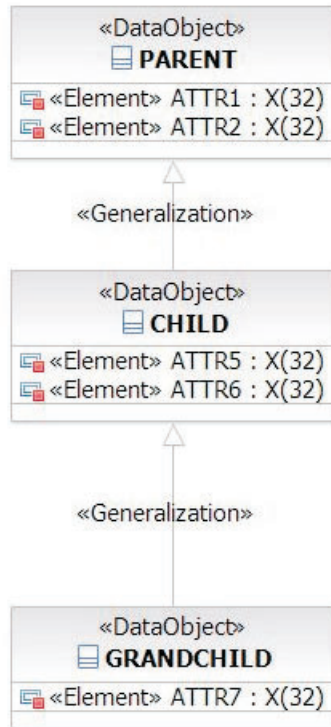 «DataObject»
PARENT
«Element» ATTR1 : X(32)
«Element» ATTR2 : X(32)
«Generalization»
«DataObject»
CHILD
«Element» ATTR5 : X(32)
«Element» ATTR6 : X(32)
«Generalization»
«DataObject»
GRANDCHILD
«Element» ATTR7 : X(32)